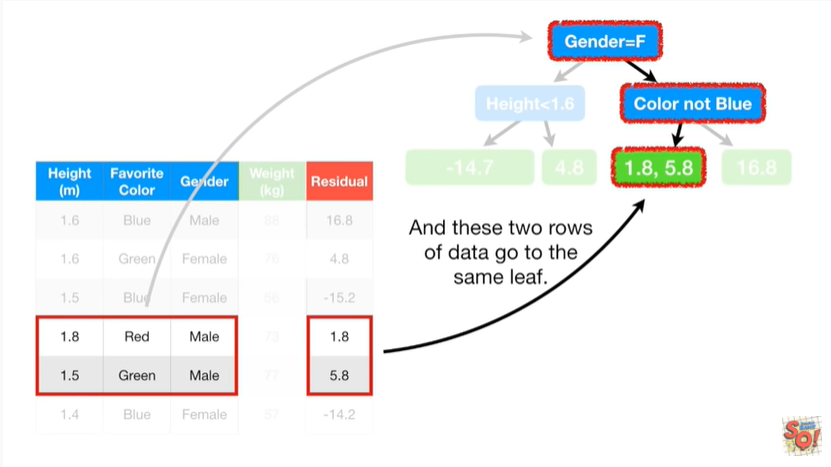 Gender=F
Height<1.6
Color not Blue
-14.7
4.8
1.8, 5.8
16.8
Height
(m)
Favorite
Color
Gender
Weight
(kg)
Residual
1.6 Blue Male 88 16.8
1.6 Green Female 76 4.8
1.5 Blue Female 56 -15.2
1.8 Red Male 73 1.8
1.5 Green Male 77 5.8
1.4 Blue Female 57 -14.2
And these two rows
of data go to the
same leaf.
SQ!